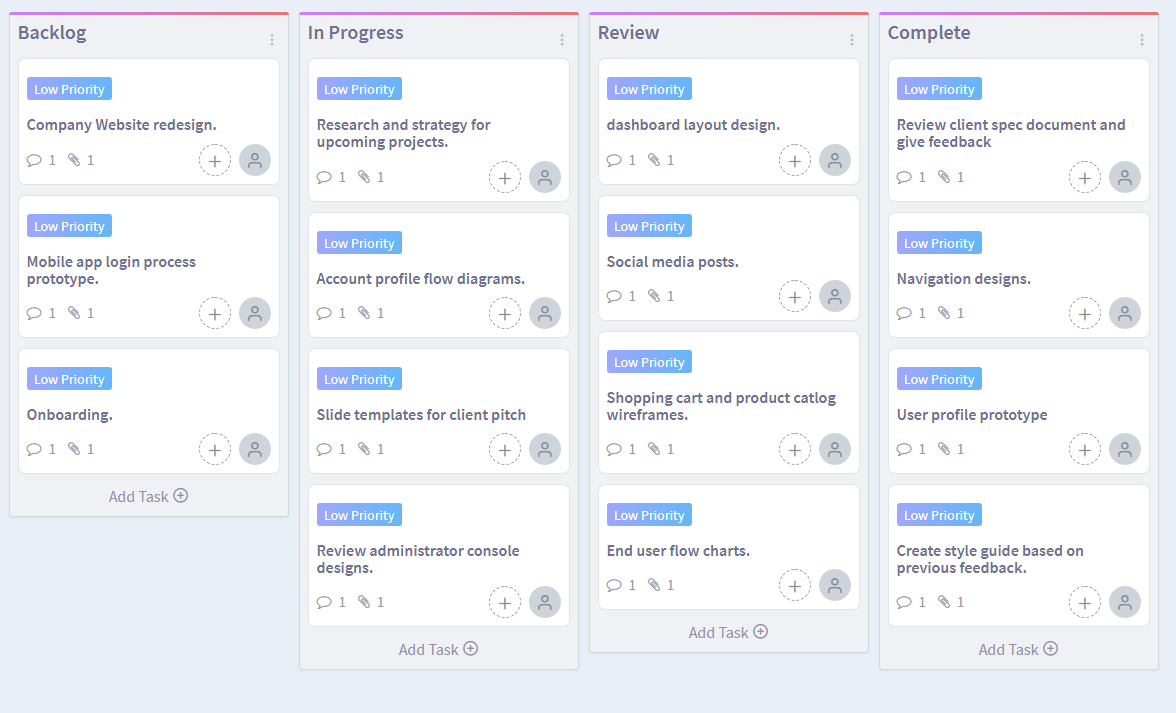 Backlog
Low Priority
Company Website redesign.
1 1
Low Priority
Mobile app login process
prototype.
1 1
Low Priority
Onboarding.
1 1
Add Task
In Progress
Low Priority
Research and strategy for
upcoming projects.
1 1
Low Priority
Account profile flow diagrams.
1 1
Low Priority
Slide templates for client pitch
1 1
Low Priority
Review administrator console
designs.
1 1
Add Task
Review
Low Priority
dashboard layout design.
1 1
Low Priority
Social media posts.
1 1
Low Priority
Shopping cart and product catlog
wireframes.
1 1
Low Priority
End user flow charts.
1 1
Add Task
Complete
Low Priority
Review client spec document and
give feedback
1 1
Low Priority
Navigation designs.
1 1
Low Priority
User profile prototype
1 1
Low Priority
Create style guide based on
previous feedback.
1 1
Add Task